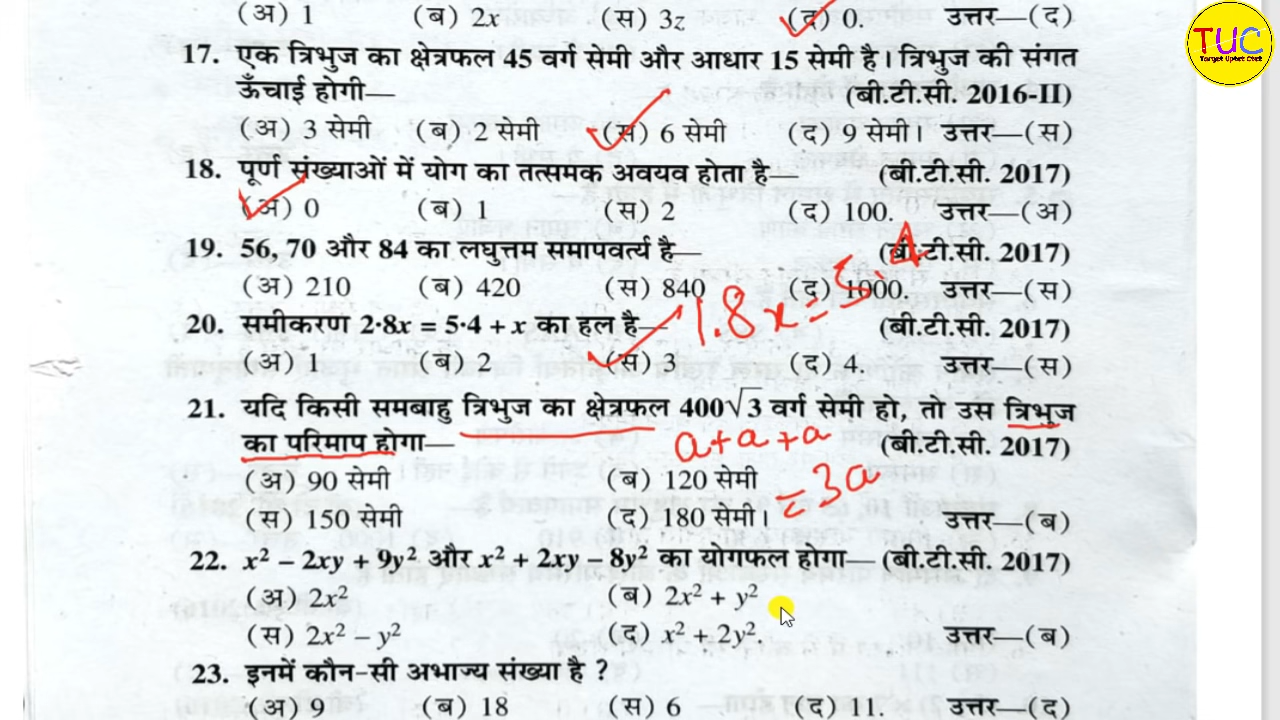 (अ) 1 (ब) 2x (स) 3z (द) 0. उत्तर—(द)
TUC
Target Uptet Ctet
17. एक त्रिभुज का क्षेत्रफल 45 वर्ग सेमी और आधार 15 सेमी है। त्रिभुज की संगत
ऊँचाई होगी— (बी.टी.सी. 2016-II)
(अ) 3 सेमी (ब) 2 सेमी (स) 6 सेमी (द) 9 सेमी। उत्तर—(स)
18. पूर्ण संख्याओं में योग का तत्समक अवयव होता है— (बी.टी.सी. 2017)
(अ) 0 (ब) 1 (स) 2 (द) 100. उत्तर—(अ)
19. 56, 70 और 84 का लघुत्तम समापवर्त्य है— (बी.टी.सी. 2017)
(अ) 210 (ब) 420 (स) 840 (द) 1000. उत्तर—(स)
1.8x = 5.4
20. समीकरण 2·8x = 5·4 + x का हल है— (बी.टी.सी. 2017)
(अ) 1 (ब) 2 (स) 3 (द) 4. उत्तर—(स)
21. यदि किसी समबाहु त्रिभुज का क्षेत्रफल 400√3 वर्ग सेमी हो, तो उस त्रिभुज
का परिमाप होगा— (बी.टी.सी. 2017)
a+a+a
(अ) 90 सेमी (ब) 120 सेमी
=3a
(स) 150 सेमी (द) 180 सेमी। उत्तर—(ब)
22. x² – 2xy + 9y² और x² + 2xy – 8y² का योगफल होगा— (बी.टी.सी. 2017)
(अ) 2x² (ब) 2x² + y²
(स) 2x² – y² (द) x² + 2y². उत्तर—(ब)
23. इनमें कौन-सी अभाज्य संख्या है ?
(अ) 9 (ब) 18 (स) 6 (द) 11. उत्तर—(द)